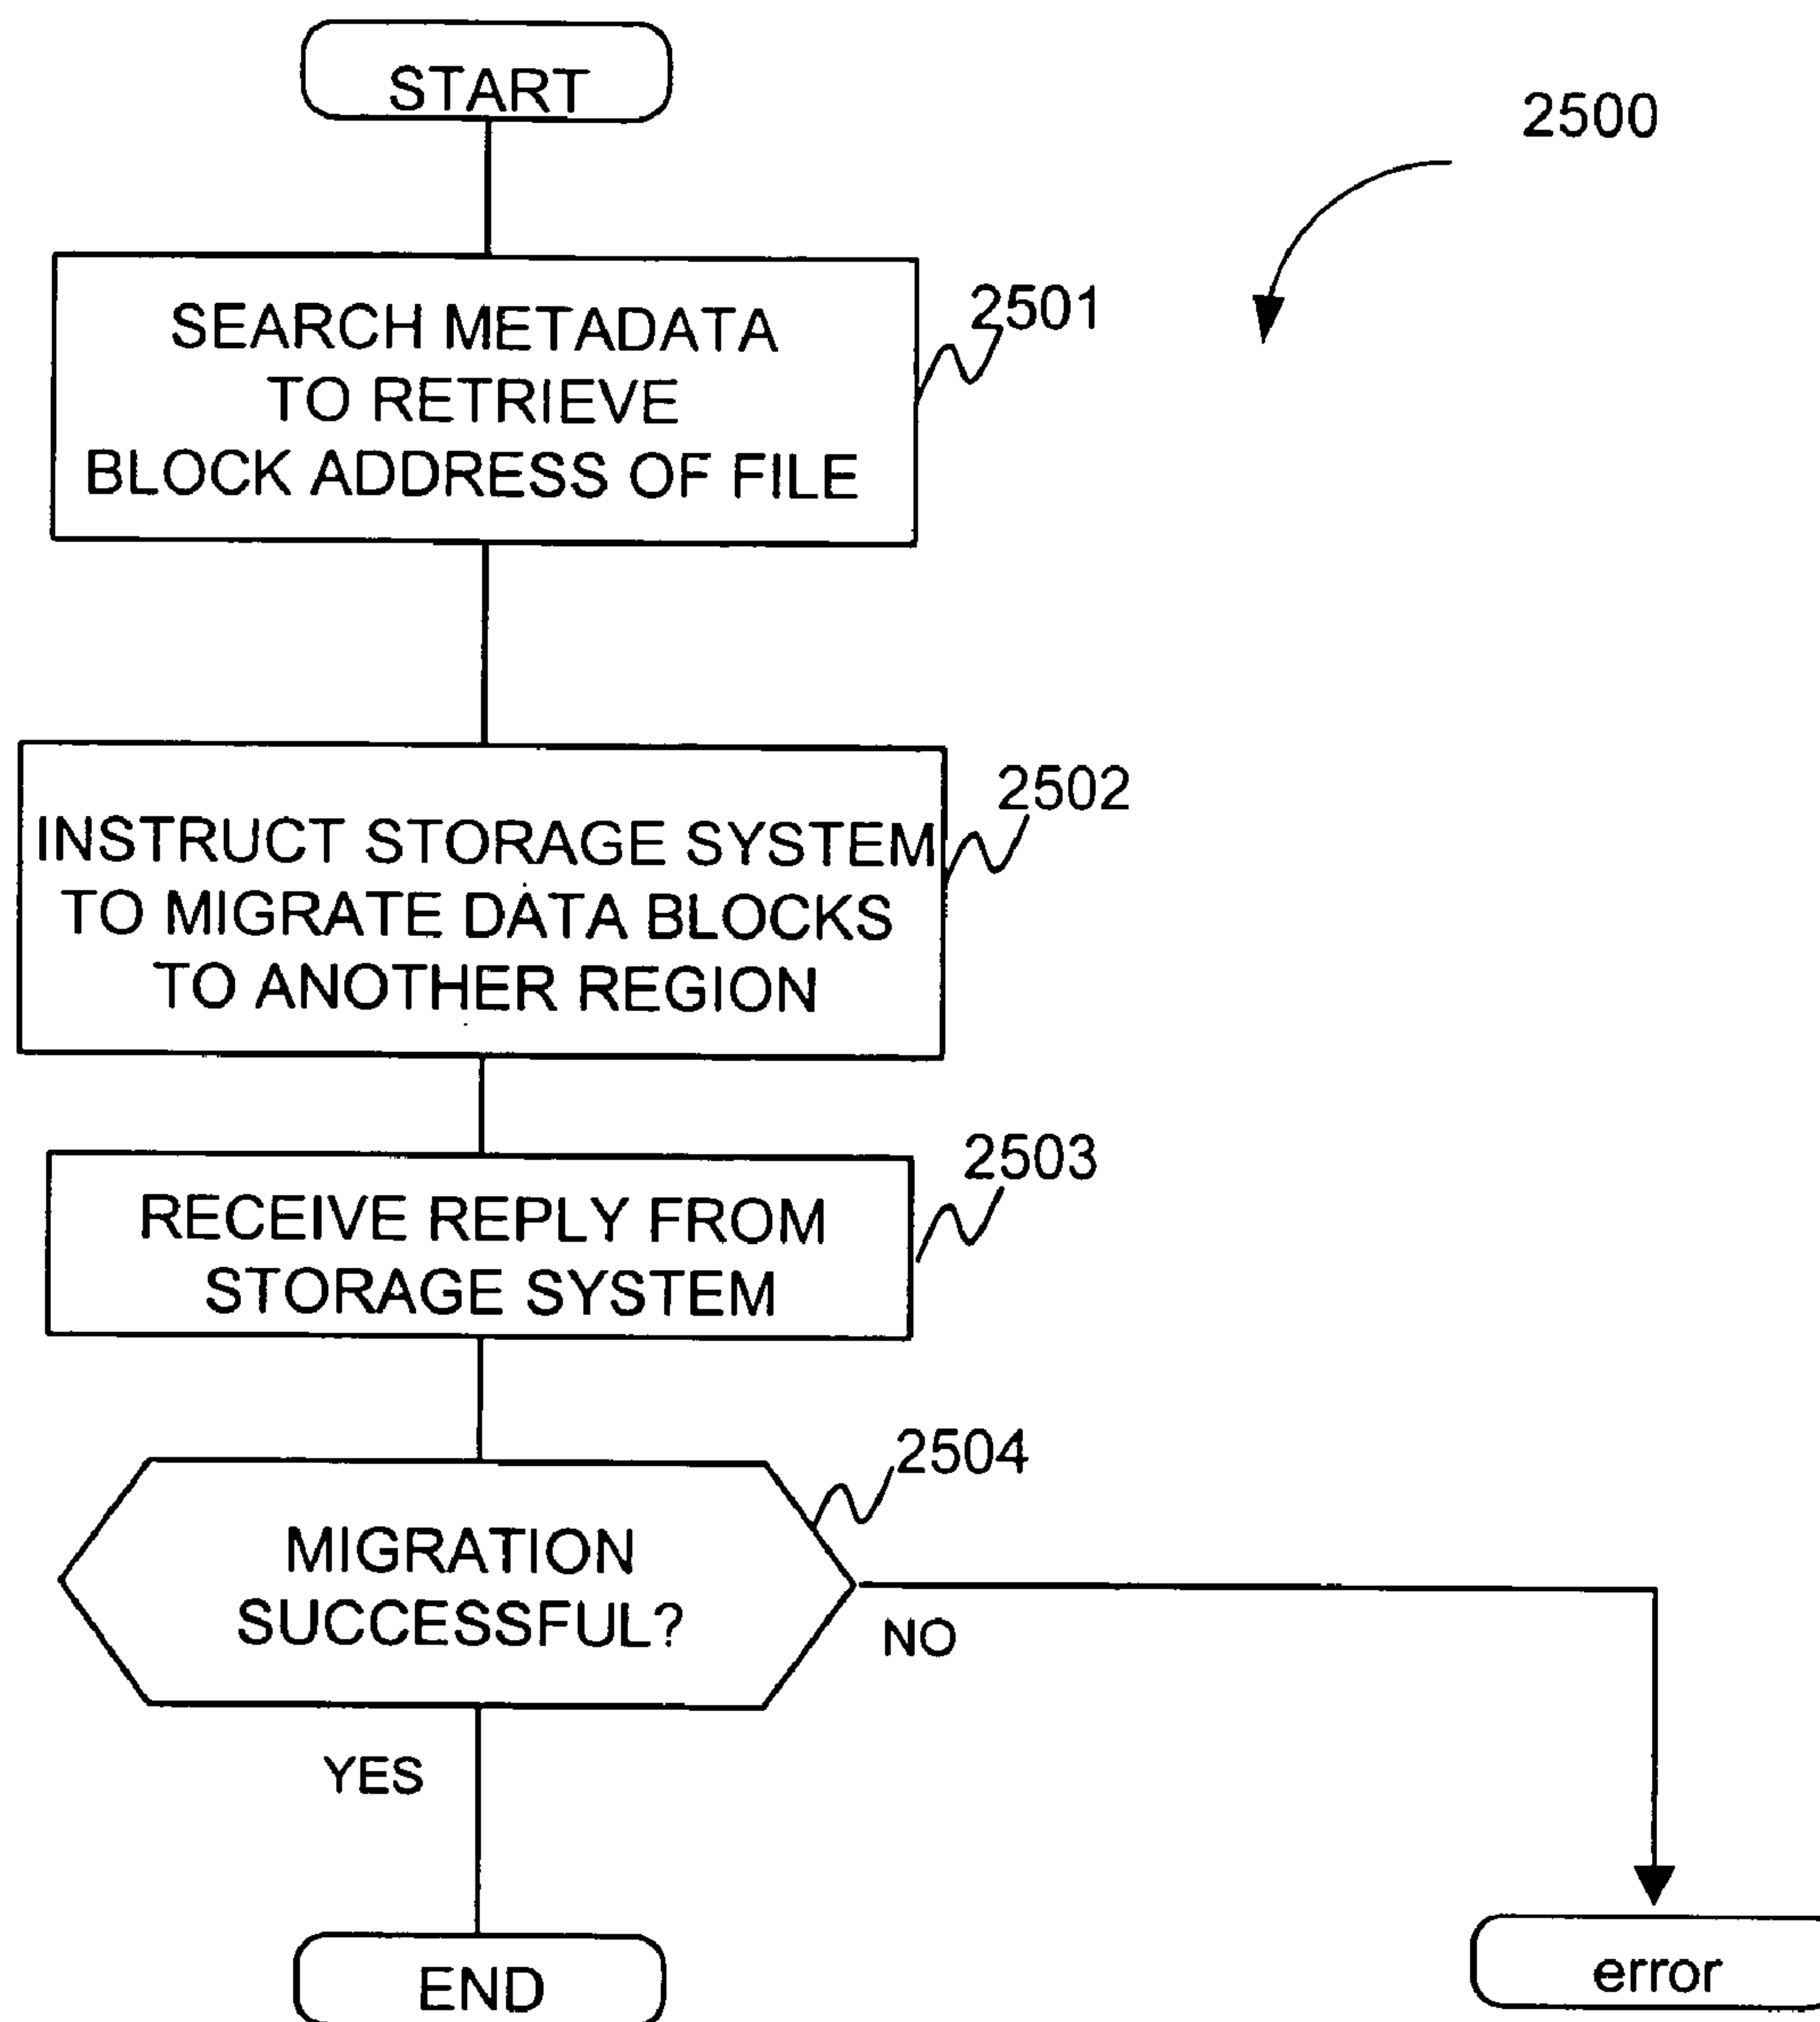 START
2500
SEARCH METADATA
TO RETRIEVE
BLOCK ADDRESS OF FILE
2501
INSTRUCT STORAGE SYSTEM
TO MIGRATE DATA BLOCKS
TO ANOTHER REGION
2502
RECEIVE REPLY FROM
STORAGE SYSTEM
2503
MIGRATION
SUCCESSFUL?
2504
NO
YES
END
error